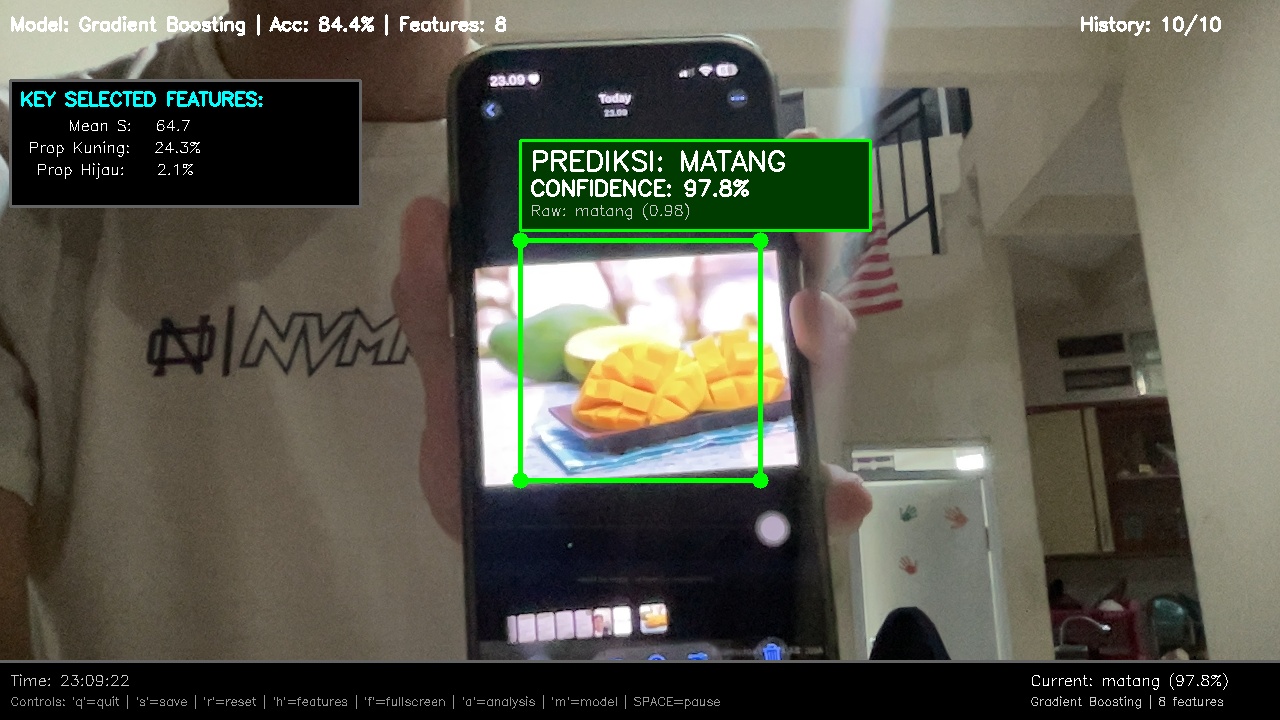 Model: Gradient Boosting | Acc: 84.4% | Features: 8
History: 10/10
KEY SELECTED FEATURES:
Mean S: 64.7
Prop Kuning: 24.3%
Prop Hijau: 2.1%
23.09
Today
23.09
PREDIKSI: MATANG
CONFIDENCE: 97.8%
Raw: matang (0.98)
N|NVMA
Time: 23:09:22
Controls: 'q'=quit | 's'=save | 'r'=reset | 'h'=features | 'f'=fullscreen | 'a'=analysis | 'm'=model | SPACE=pause
Current: matang (97.8%)
Gradient Boosting | 8 features